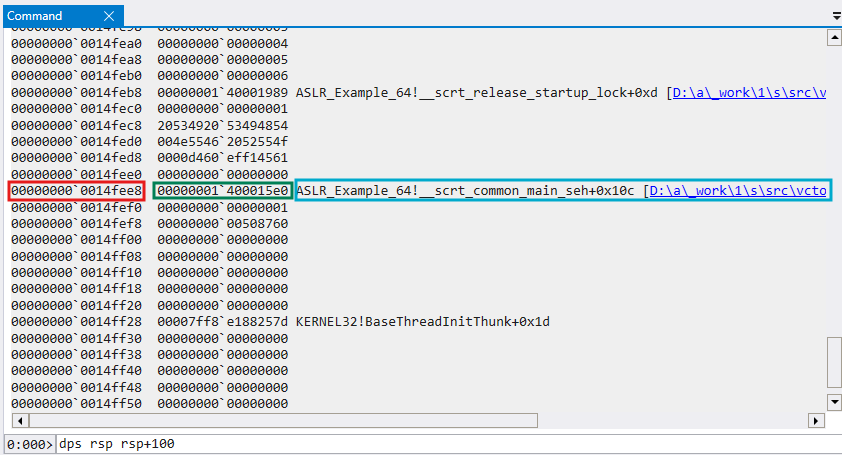 Command
00000000`0014fea0  00000000`00000004
00000000`0014fea8  00000000`00000005
00000000`0014feb0  00000000`00000006
00000000`0014feb8  00000001`40001989 ASLR_Example_64!__scrt_release_startup_lock+0xd [D:\a\_work\1\s\src\v
00000000`0014fec0  00000000`00000001
00000000`0014fec8  20534920`53494854
00000000`0014fed0  004e5546`2052554f
00000000`0014fed8  0000d460`eff14561
00000000`0014fee0  00000000`00000000
00000000`0014fee8  00000001`400015e0 ASLR_Example_64!__scrt_common_main_seh+0x10c [D:\a\_work\1\s\src\vcto
00000000`0014fef0  00000000`00000001
00000000`0014fef8  00000000`00508760
00000000`0014ff00  00000000`00000000
00000000`0014ff08  00000000`00000000
00000000`0014ff10  00000000`00000000
00000000`0014ff18  00000000`00000000
00000000`0014ff20  00000000`00000000
00000000`0014ff28  00007ff8`e188257d KERNEL32!BaseThreadInitThunk+0x1d
00000000`0014ff30  00000000`00000000
00000000`0014ff38  00000000`00000000
00000000`0014ff40  00000000`00000000
00000000`0014ff48  00000000`00000000
00000000`0014ff50  00000000`00000000
0:000> dps rsp rsp+100